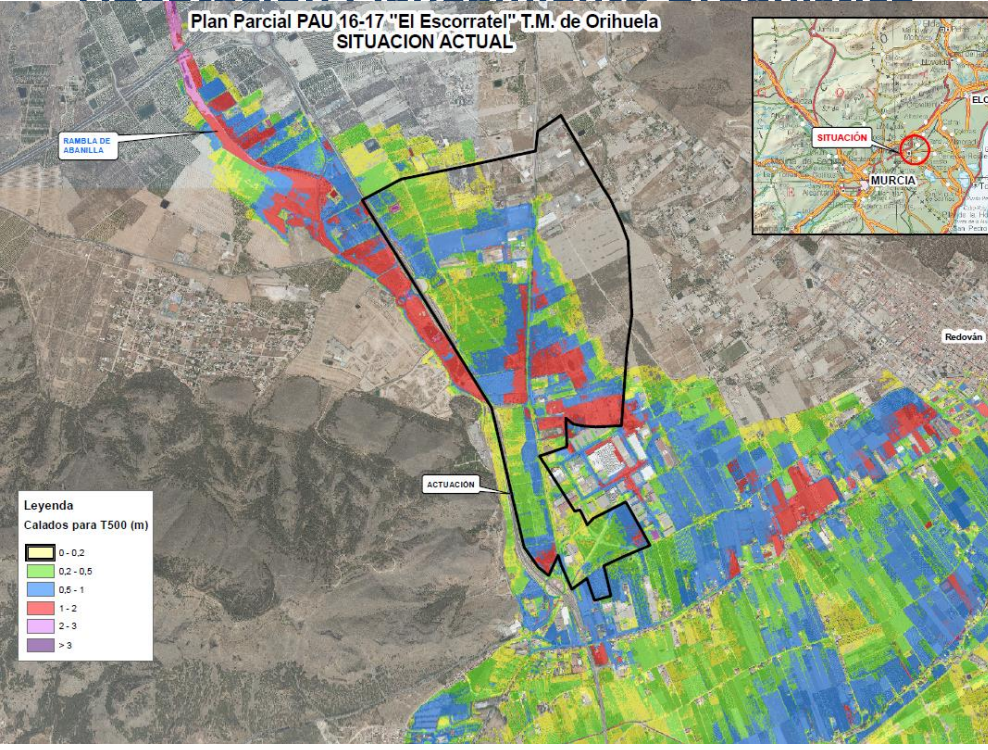 Plan Parcial PAU 16-17 "El Escorratel" T.M. de Orihuela
SITUACION ACTUAL
RAMBLA DE
ABANILLA
SITUACIÓN
MURCIA
ELC
Redován
ACTUACIÓN
Leyenda
Calados para T500 (m)
0 - 0,2
0,2 - 0,5
0,5 - 1
1 - 2
2 - 3
> 3